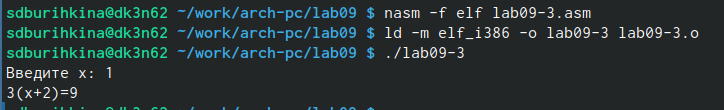 sdburihkina@dk3n62 ~/work/arch-pc/lab09 $ nasm -f elf lab09-3.asm
sdburihkina@dk3n62 ~/work/arch-pc/lab09 $ ld -m elf_i386 -o lab09-3 lab09-3.o
sdburihkina@dk3n62 ~/work/arch-pc/lab09 $ ./lab09-3
Введите x: 1
3(x+2)=9